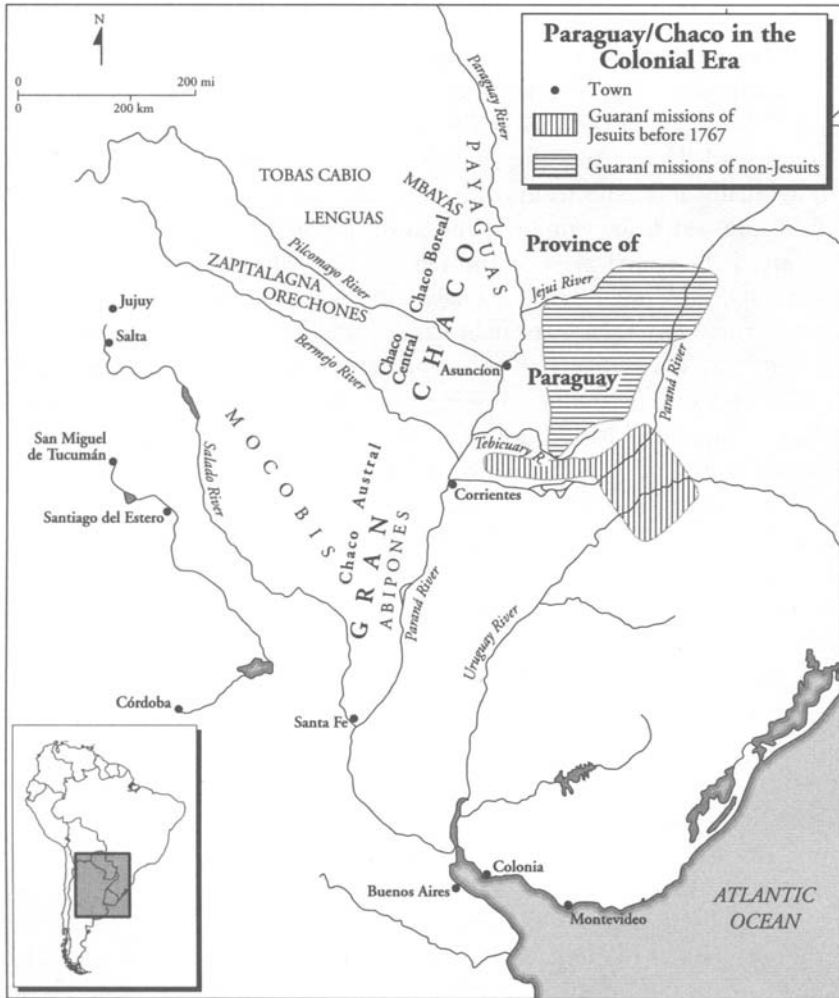 Paraguay/Chaco in the
Colonial Era
Town
Guaraní missions of
Jesuits before 1767
Guaraní missions of non-Jesuits
N
0
200 mi
0
200 km
Paraguay River
PAYAGUAS
TOBAS CABIO
MBAYÁS
LENGUAS
Province of
Chaco Boreal
Pilcomayo River
ZAPITALAGNA
ORECHONES
Jejui River
Jujuy
Salta
Bermejo River
Chaco
Central
CHACO
Asuncíon
Paraguay
Paraná River
MOCOBIS
Tebicuary R.
San Miguel
de Tucumán
Salado River
Corrientes
Santiago del Estero
Chaco Austral
GRAN
ABIPONES
Paraná River
Uruguay River
Córdoba
Santa Fe
Colonia
Buenos Aires
Montevideo
ATLANTIC
OCEAN